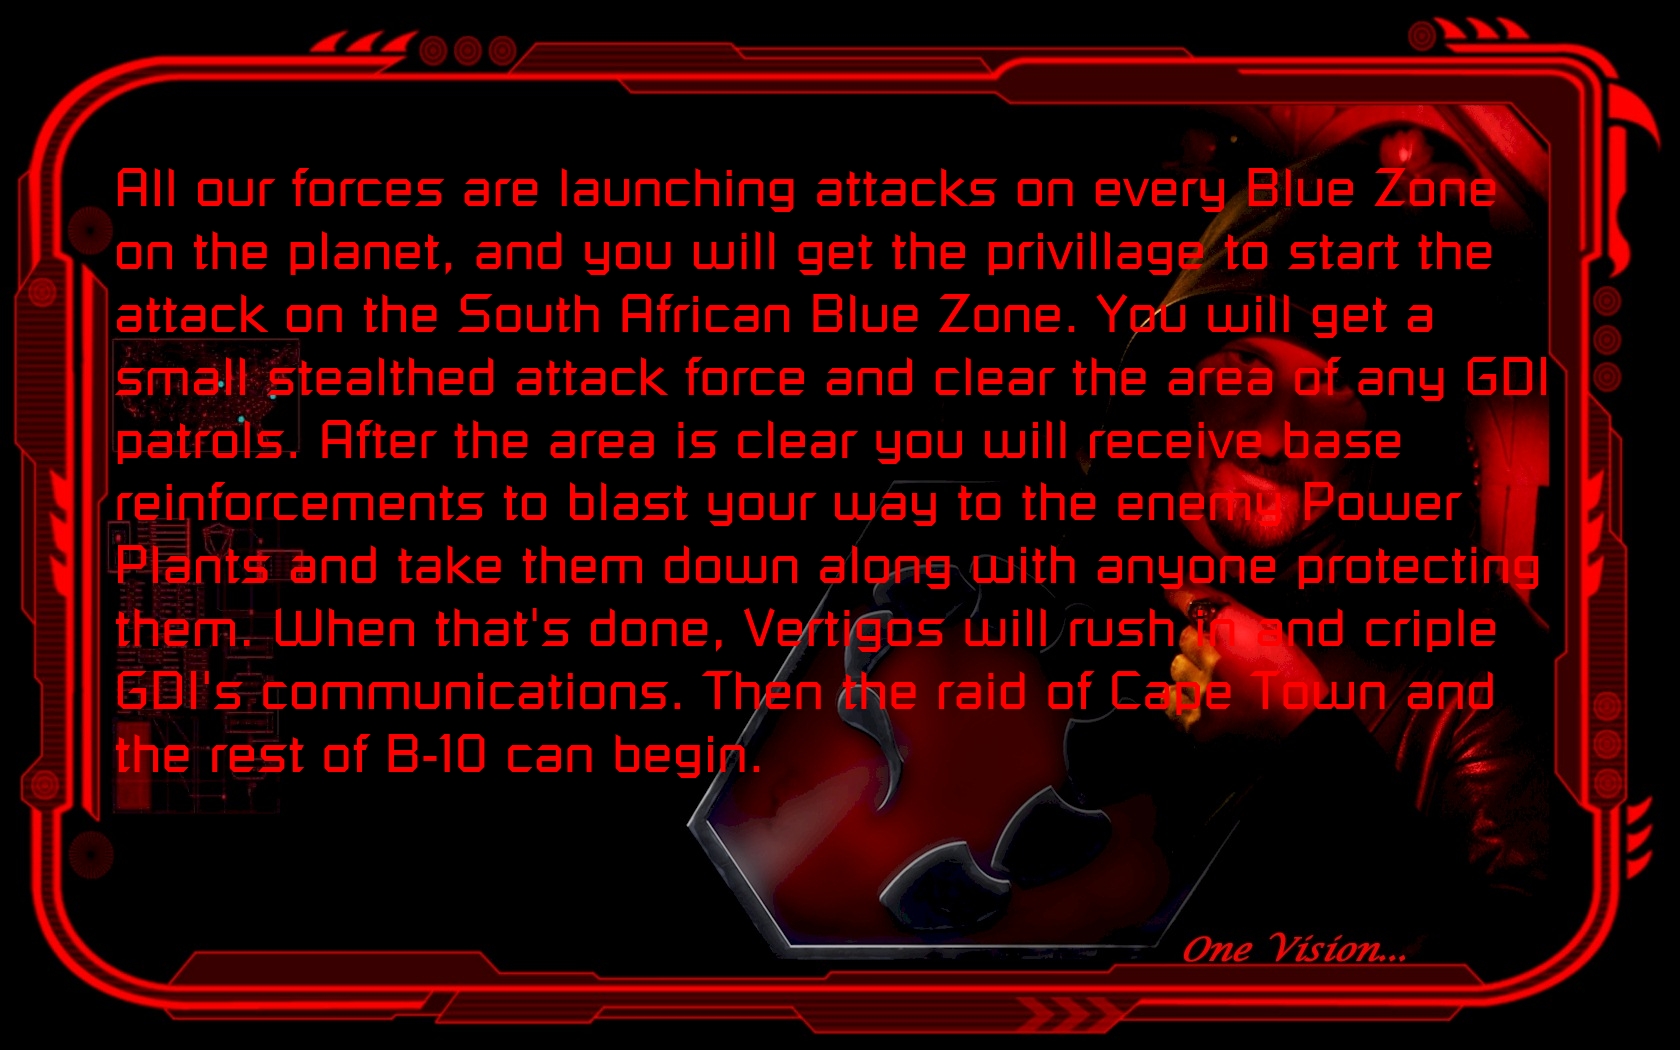 All our forces are launching attacks on every Blue Zone
on the planet, and you will get the privillage to start the
attack on the South African Blue Zone. You will get a
small stealthed attack force and clear the area of any GDI
patrols. After the area is clear you will receive base
reinforcements to blast your way to the enemy Power
Plants and take them down along with anyone protecting
them. When that's done, Vertigos will rush in and criple
GDI's communications. Then the raid of Cape Town and
the rest of B-10 can begin.
One Vision...